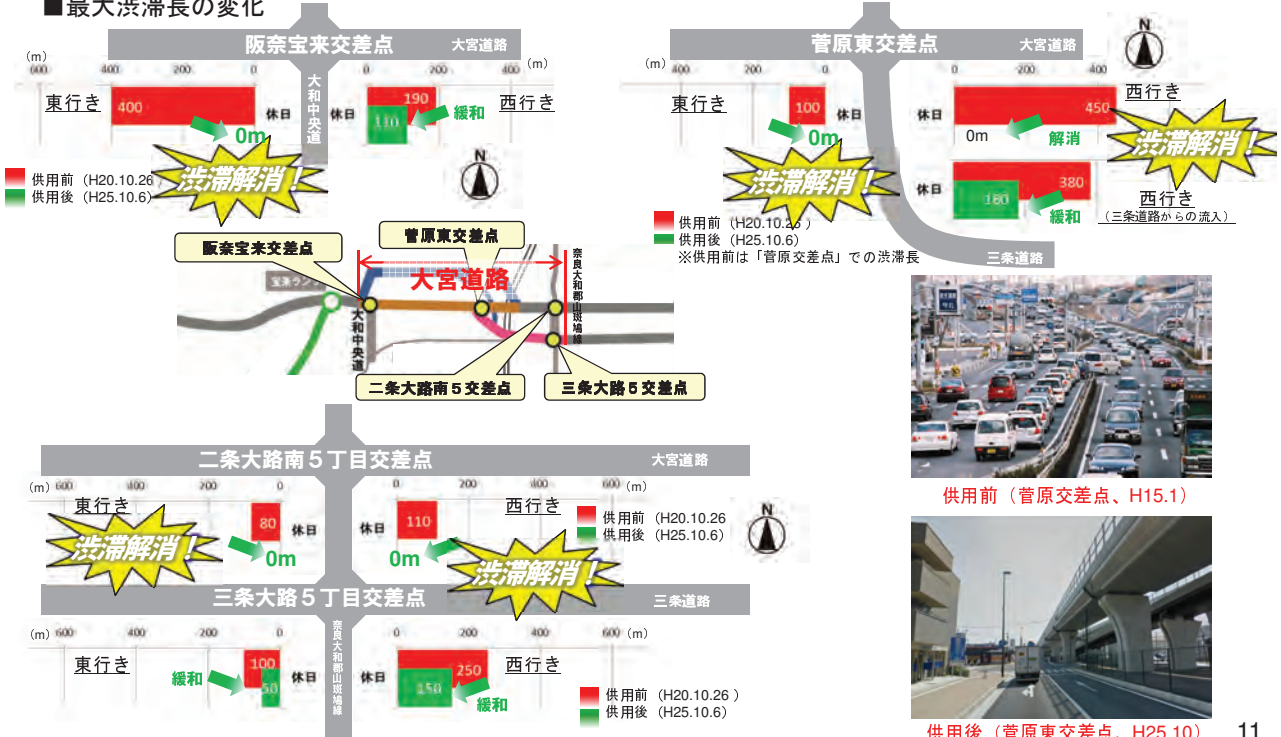 ■最大渋滞長の変化
阪奈宝来交差点 大宮道路
(m)
600 400 200 0
0 200 400 (m)
大和中央道
東行き
400
休日
0m
渋滞解消！
休日
190
110
緩和
西行き
N
供用前（H20.10.26
供用後（H25.10.6)
菅原東交差点 大宮道路
N
(m) 400 200 0
0 200 400
東行き
100
休日
0m
渋滞解消！
休日
450
西行き
0m
解消
渋滞解消！
休日
380
180
緩和
西行き
（三条道路からの流入）
供用前（H20.10.26 ）
供用後（H25.10.6)
※供用前は「菅原交差点」での渋滞長
三条道路
阪奈宝来交差点
菅原東交差点
大宮道路
大和中央道
奈良大和郡山斑鳩線
二条大路南５交差点
三条大路５交差点
供用前（菅原交差点、H15.1）
二条大路南５丁目交差点 大宮道路
(m) 600 400 200 0
0 200 400 600 (m)
東行き
80
休日
0m
渋滞解消！
休日
110
西行き
0m
渋滞解消！
供用前（H20.10.26
供用後（H25.10.6)
N
三条大路５丁目交差点 三条道路
(m) 600 400 200 0
0 200 400 600 (m)
奈良大和郡山斑鳩線
東行き
緩和
100
50
休日
休日
250
150
緩和
西行き
供用前（H20.10.26 ）
供用後（H25.10.6)
供用後（菅原東交差点、H25.10）
11